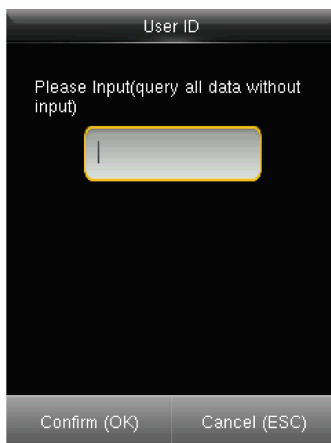 User ID
Please Input(query all data without
input)
Confirm (OK)
Cancel (ESC)